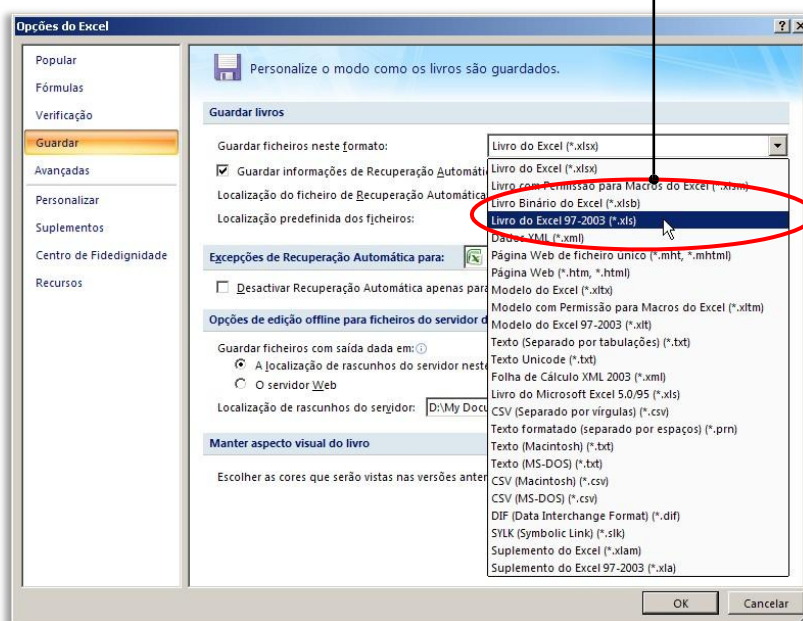 Opções do Excel
Popular
Fórmulas
Verificação
Guardar
Avançadas
Personalizar
Suplementos
Centro de Fidedignidade
Recursos
Personalize o modo como os livros são guardados.
Guardar livros
Guardar ficheiros neste formato:
Livro do Excel (*.xlsx)
Guardar informações de Recuperação
Localização do ficheiro de Recuperação Automática
Localização predefinida dos ficheiros:
Excepções de Recuperação Automática para:
Desactivar Recuperação Automática apenas
Opções de edição offline para ficheiros do servidor
Guardar ficheiros com saída dada em:
A localização de rascunhos do servidor
O servidor Web
Localização de rascunhos do servidor:
D:\My
Manter aspecto visual do livro
Escolher as cores que serão vistas nas versões
Livro do Excel (*.xlsx)
Livro com Permissão para Macros do Excel (*.xlsm)
Livro Binário do Excel (*.xlsb)
Livro do Excel 97-2003 (*.xls)
Dados XML (*.xml)
Página Web de ficheiro único (*.mht, *.mhtml)
Página Web (*.htm, *.html)
Modelo do Excel (*.xltx)
Modelo com Permissão para Macros do Excel (*.xltm)
Modelo do Excel 97-2003 (*.xlt)
Texto (Separado por tabulações) (*.txt)
Texto Unicode (*.txt)
Folha de Cálculo XML 2003 (*.xml)
Livro do Microsoft Excel 5.0/95 (*.xls)
CSV (Separado por vírgulas) (*.csv)
Texto formatado (separado por espaços) (*.prn)
Texto (Macintosh) (*.txt)
Texto (MS-DOS) (*.txt)
CSV (Macintosh) (*.csv)
CSV (MS-DOS) (*.csv)
DIF (Data Interchange Format) (*.dif)
SYLK (Symbolic Link) (*.slk)
Suplemento do Excel (*.xlam)
Suplemento do Excel 97-2003 (*.xla)
OK
Cancelar